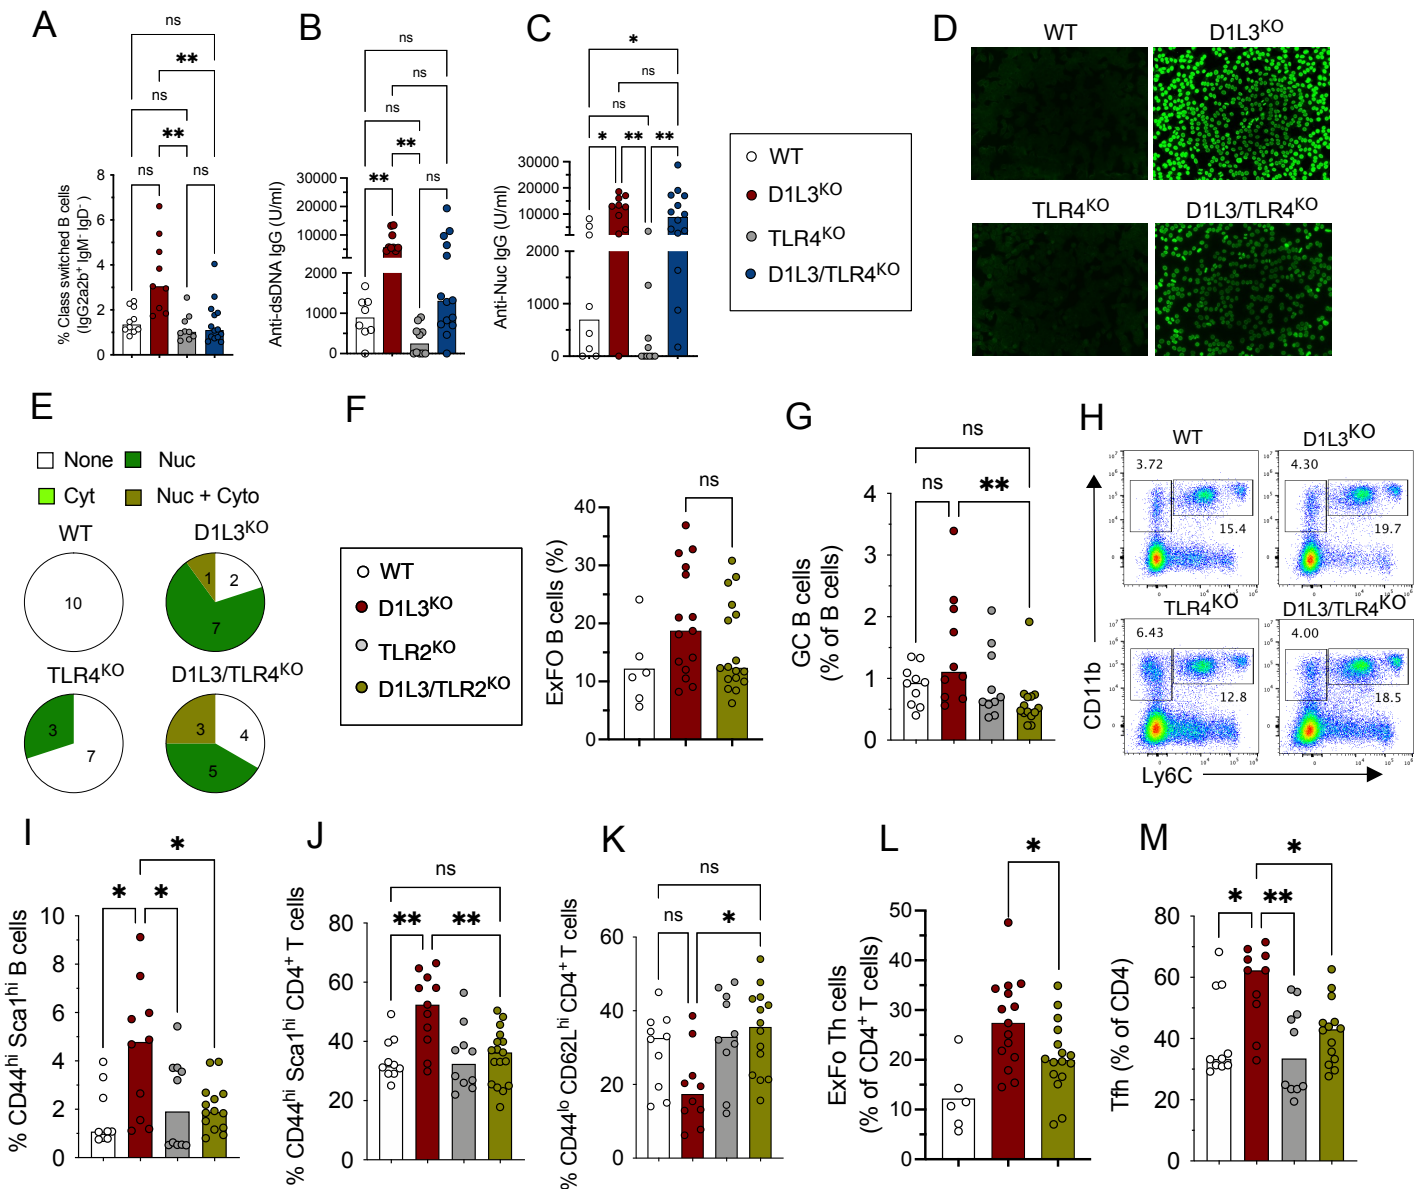 A
ns
**
ns
**
ns
ns
% Class switched B cells
(IgG2a2b⁺ IgM⁻ IgD⁻)
8
6
4
2
0
B
ns
ns
ns
**
**
ns
Anti-dsDNA IgG (U/ml)
30000
20000
10000
2000
1000
0
C
*
ns
ns
*
**
**
Anti-Nuc IgG (U/ml)
30000
20000
10000
2000
1000
0
WT
D1L3KO
TLR4KO
D1L3/TLR4KO
D
WT
D1L3KO
TLR4KO
D1L3/TLR4KO
E
None
Nuc
Cyt
Nuc + Cyto
WT
10
D1L3KO
1
2
7
TLR4KO
3
7
D1L3/TLR4KO
3
4
5
F
WT
D1L3KO
TLR2KO
D1L3/TLR2KO
ns
ExFO B cells (%)
40
30
20
10
0
G
ns
ns
**
GC B cells
(% of B cells)
4
3
2
1
0
H
WT
3.72
15.4
D1L3KO
4.30
19.7
TLR4KO
6.43
12.8
D1L3/TLR4KO
4.00
18.5
CD11b
Ly6C
I
*
*
*
% CD44hi Sca1hi B cells
10
8
6
4
2
0
J
ns
**
**
% CD44hi Sca1hi CD4⁺ T cells
80
60
40
20
0
K
ns
ns
*
% CD44lo CD62Lhi CD4⁺ T cells
60
40
20
0
L
*
ExFo Th cells
(% of CD4⁺ T cells)
50
40
30
20
10
0
M
*
*
**
Tfh (% of CD4)
80
60
40
20
0